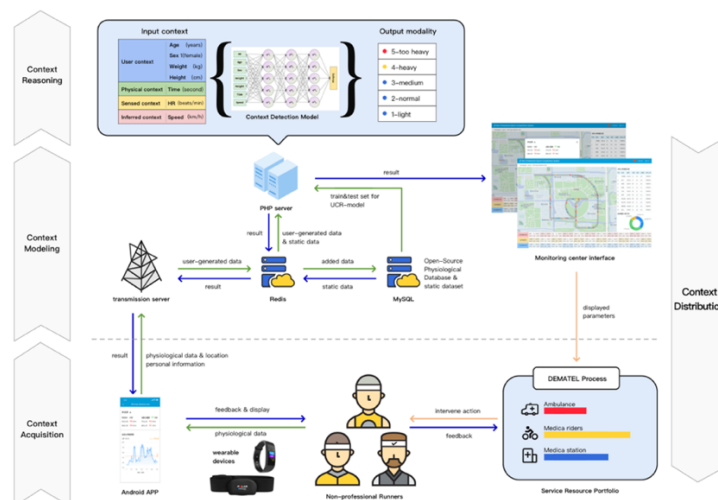 Context
Reasoning
Input context
Output modality
User context
Age (years)
Sex 1(female)
Weight (kg)
Height (cm)
Physical context Time (second)
Sensed context HR (beats/min)
Inferred context Speed (km/h)
Context Detection Model
5-too heavy
4-heavy
3-medium
2-normal
1-light
Context
Modeling
PHP server
result
train&test set for
UCR-model
result
user-generated data
& static data
user-generated data
result
transmission server
Redis
added data
static data
MySQL
Open-Source
Physiological
Database &
static dataset
Monitoring center interface
Context
Distributic
displayed
parameters
Context
Acquisition
result
physiological data & location
personal information
Android APP
feedback & display
physiological data
wearable
devices
Non-professional Runners
intervene action
feedback
DEMATEL Process
Ambulance
Medica riders
Medica station
Service Resource Portfolio